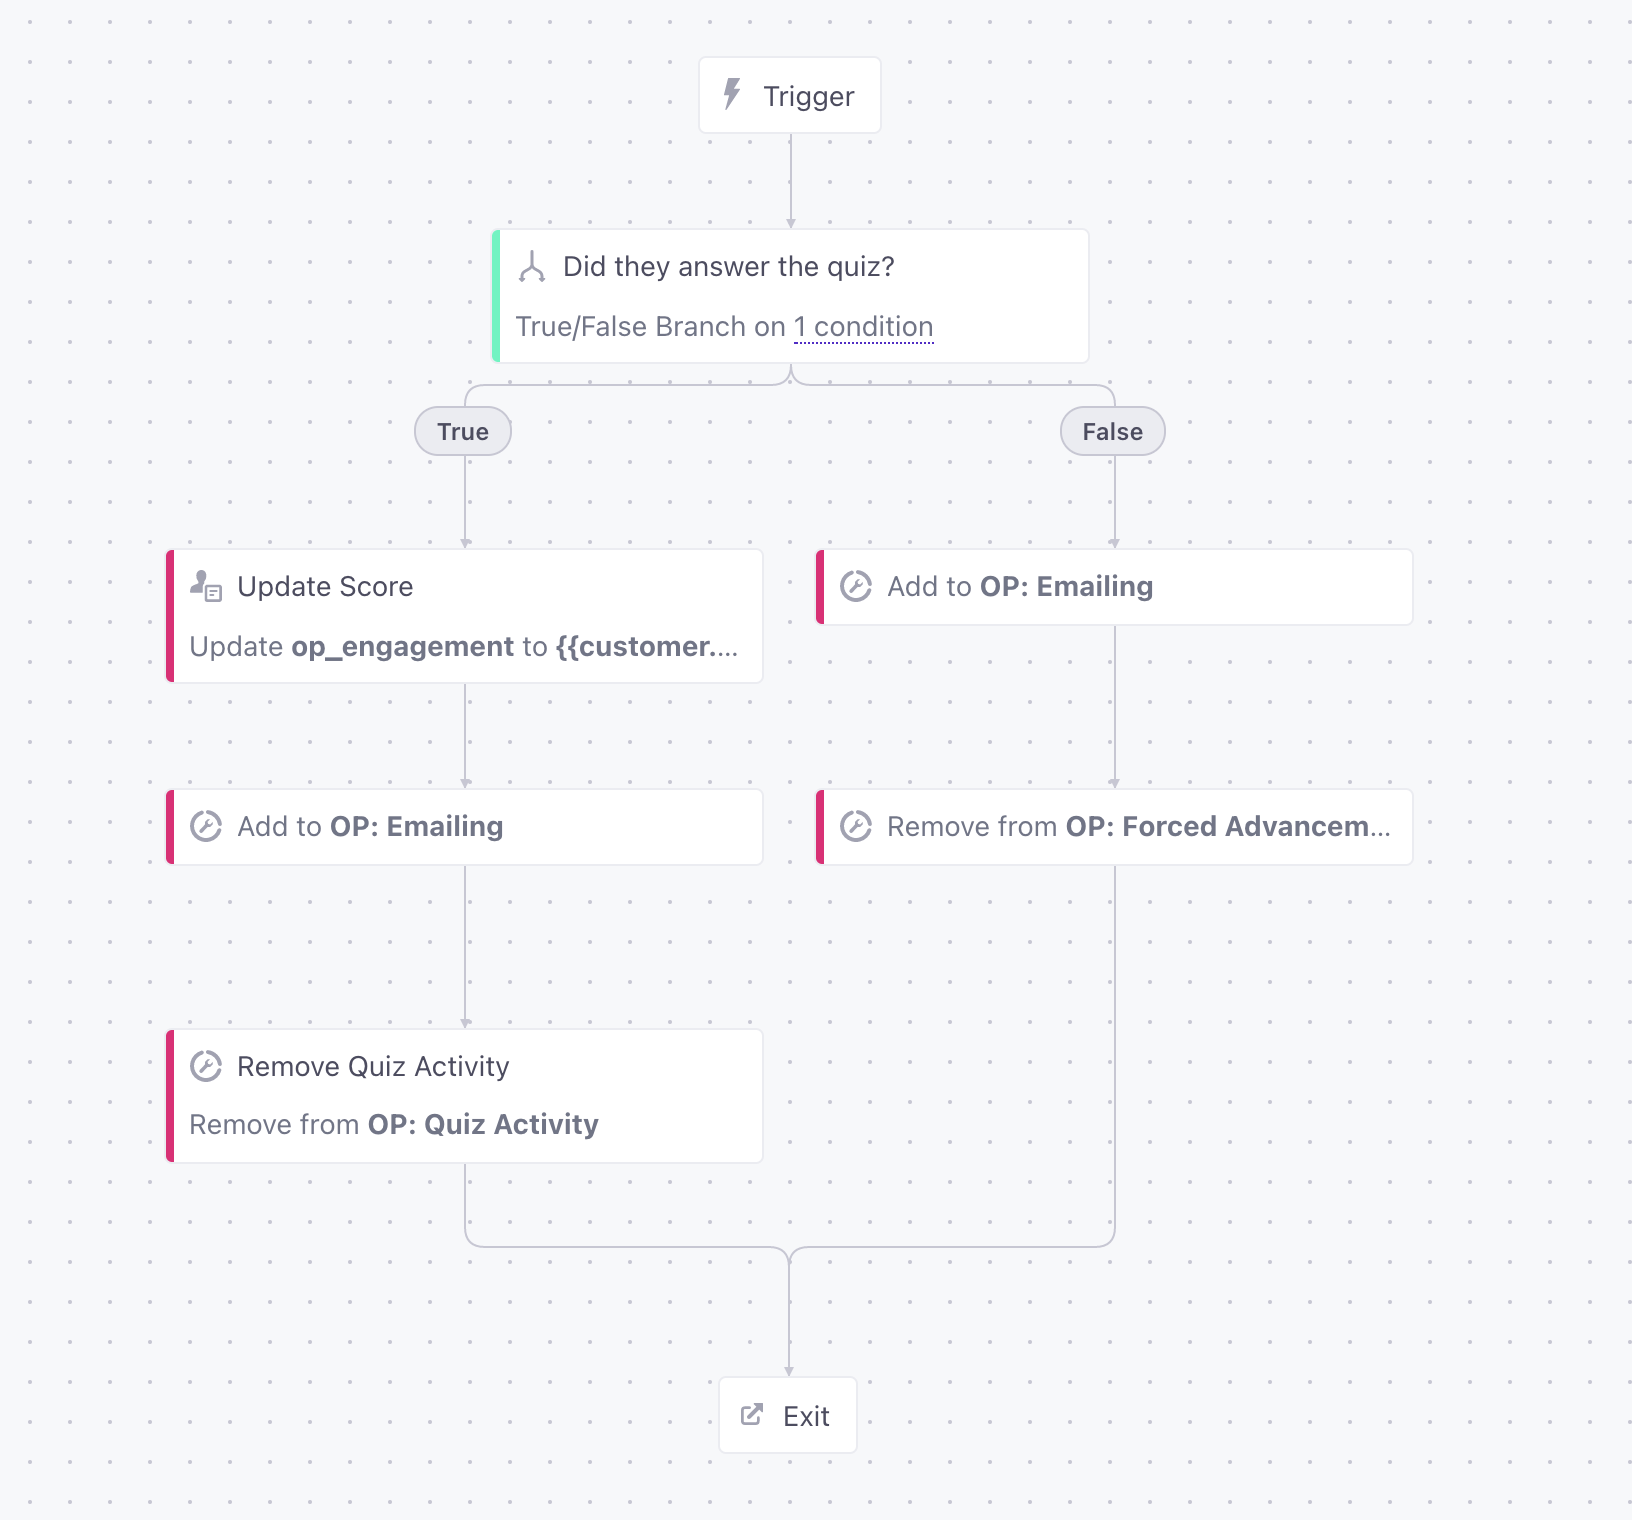 Trigger
Did they answer the quiz?
True/False Branch on 1 condition
True
False
Update Score
Update op_engagement to {{customer....
Add to OP: Emailing
Add to OP: Emailing
Remove from OP: Forced Advancem...
Remove Quiz Activity
Remove from OP: Quiz Activity
Exit